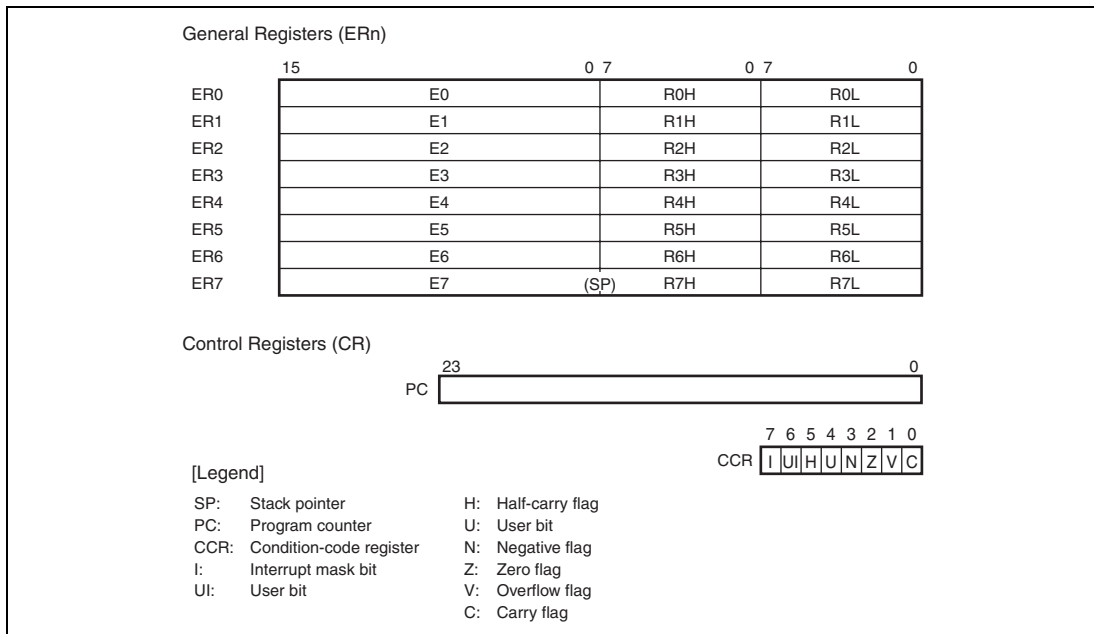 General Registers (ERn)
15 0 7 0 7 0
ER0 E0 R0H R0L
ER1 E1 R1H R1L
ER2 E2 R2H R2L
ER3 E3 R3H R3L
ER4 E4 R4H R4L
ER5 E5 R5H R5L
ER6 E6 R6H R6L
ER7 E7 (SP) R7H R7L
Control Registers (CR)
23 0
PC
7 6 5 4 3 2 1 0
CCR I UI H U N Z V C
[Legend]
SP: Stack pointer
PC: Program counter
CCR: Condition-code register
I: Interrupt mask bit
UI: User bit
H: Half-carry flag
U: User bit
N: Negative flag
Z: Zero flag
V: Overflow flag
C: Carry flag